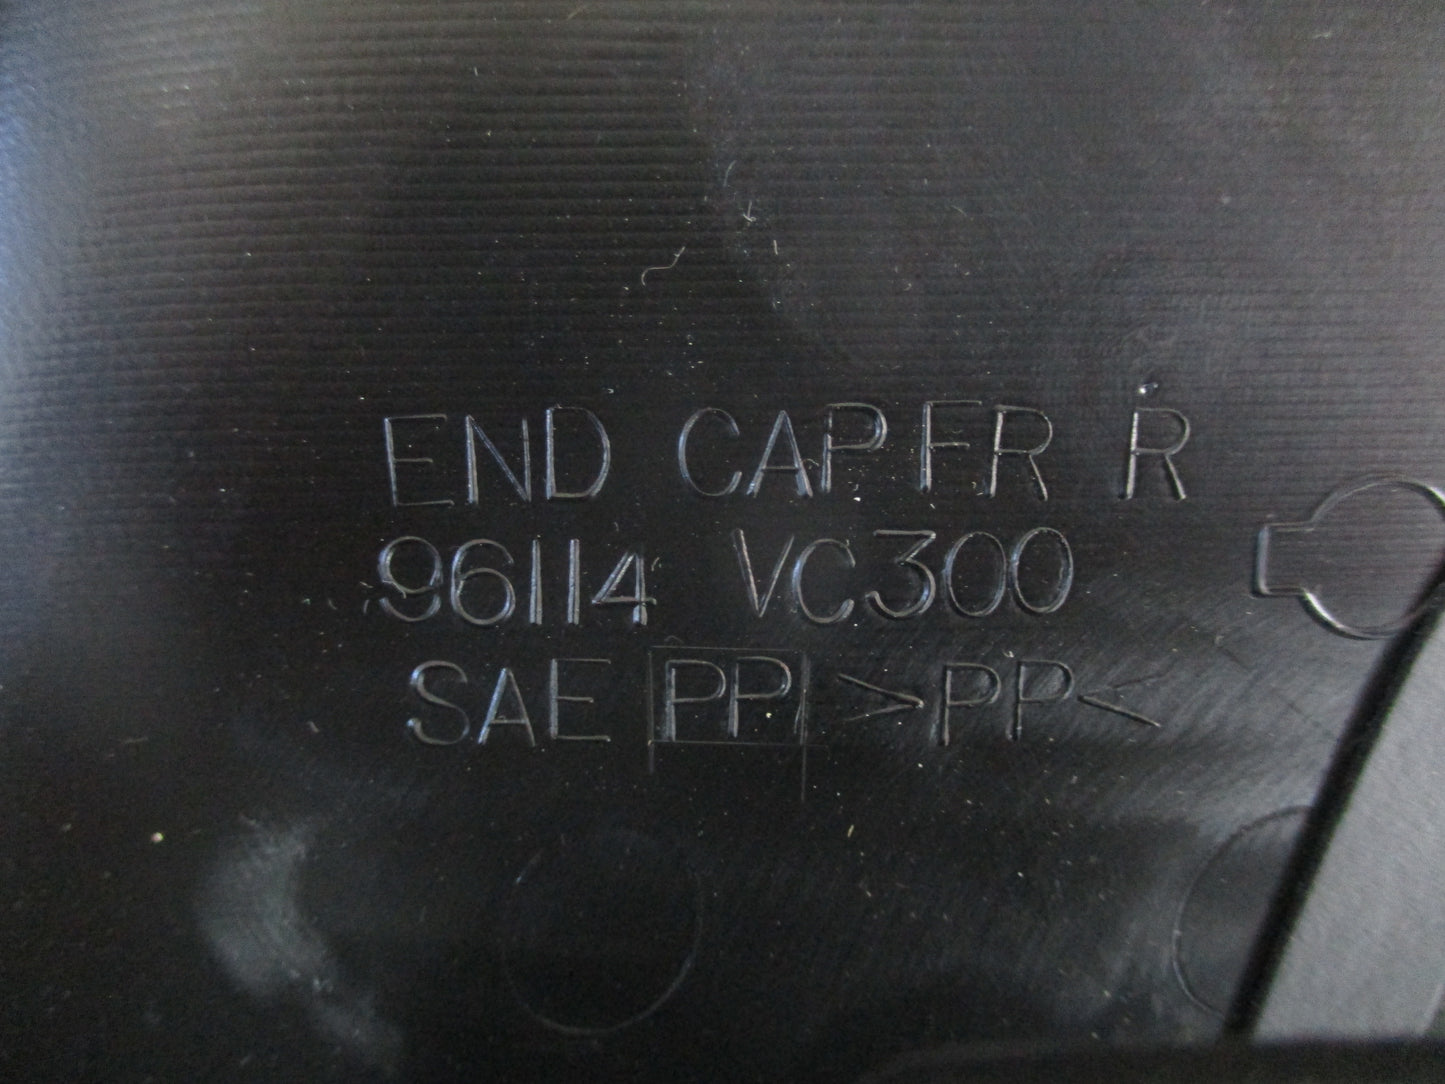 END CAP FR R
96114 VC300
SAE PP >PP<